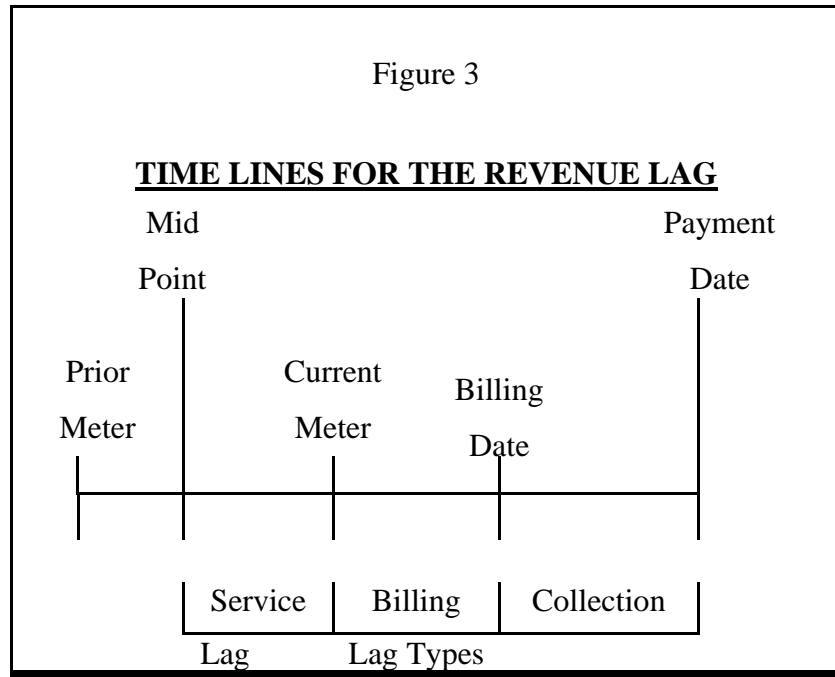 Figure 3
TIME LINES FOR THE REVENUE LAG
Mid
Point
Payment
Date
Prior
Meter
Current
Meter
Billing
Date
Service
Billing
Collection
Lag
Lag Types